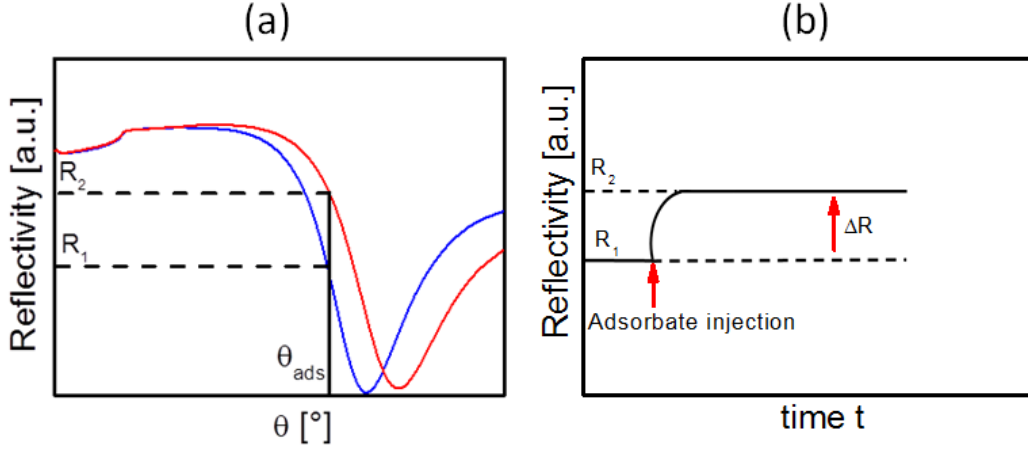 (a)
Reflectivity [a.u.]
R₂
R₁
θads
θ [°]
(b)
Reflectivity [a.u.]
R₂
R₁
ΔR
Adsorbate injection
time t